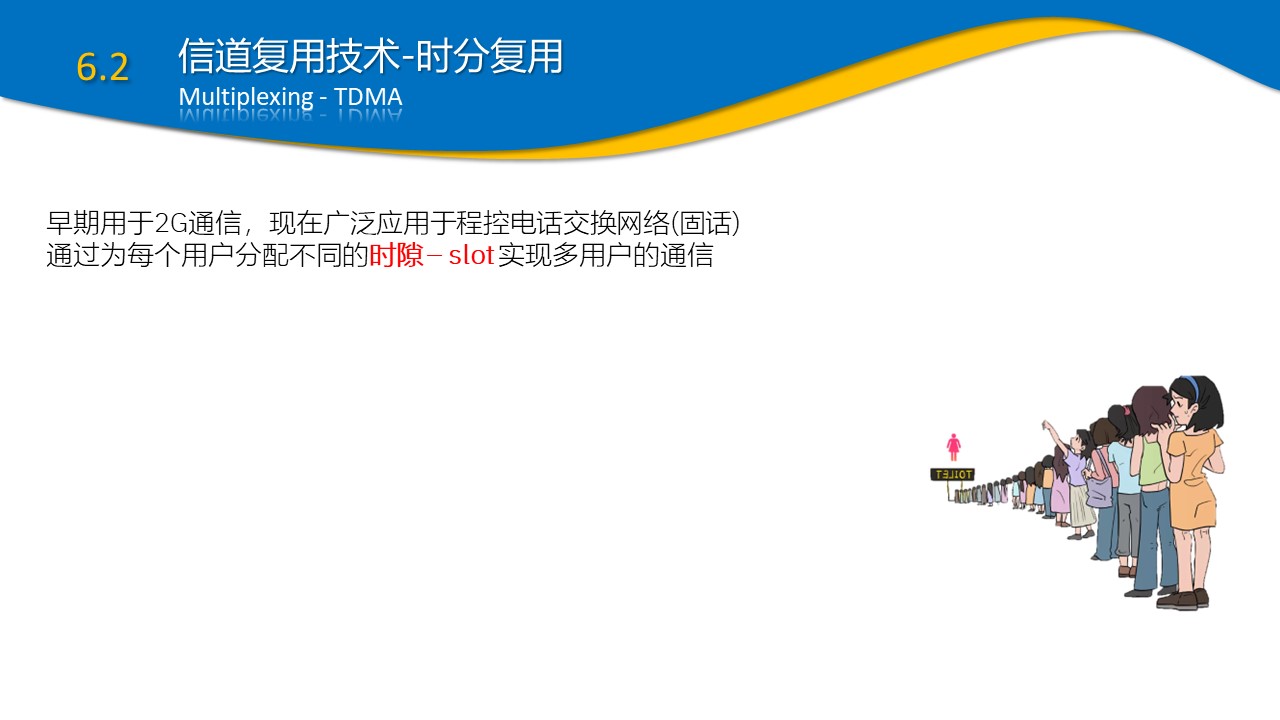 6.2
信道复用技术-时分复用
Multiplexing - TDMA
早期用于2G通信，现在广泛应用于程控电话交换网络(固话)
通过为每个用户分配不同的时隙– slot 实现多用户的通信
TOILET